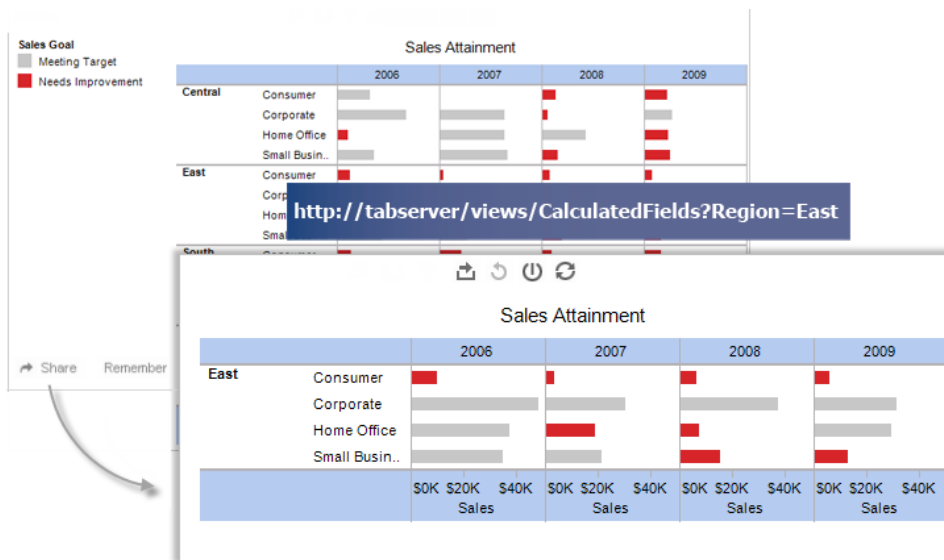 Sales Goal
Meeting Target
Needs Improvement
Sales Attainment
2006 2007 2008 2009
Central Consumer
Corporate
Home Office
Small Busin..
East Consumer
http://tabserver/views/CalculatedFields?Region=East
South Consumer
Share Remember
Sales Attainment
2006 2007 2008 2009
East Consumer
Corporate
Home Office
Small Busin..
$0K $20K $40K $0K $20K $40K $0K $20K $40K $0K $20K $40K
Sales Sales Sales Sales